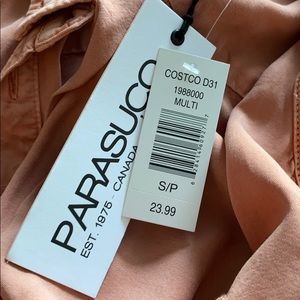 PARASUCO
EST. 1975 - CANADA
COSTCO D31
1988000
MULTI
S/P
23.99